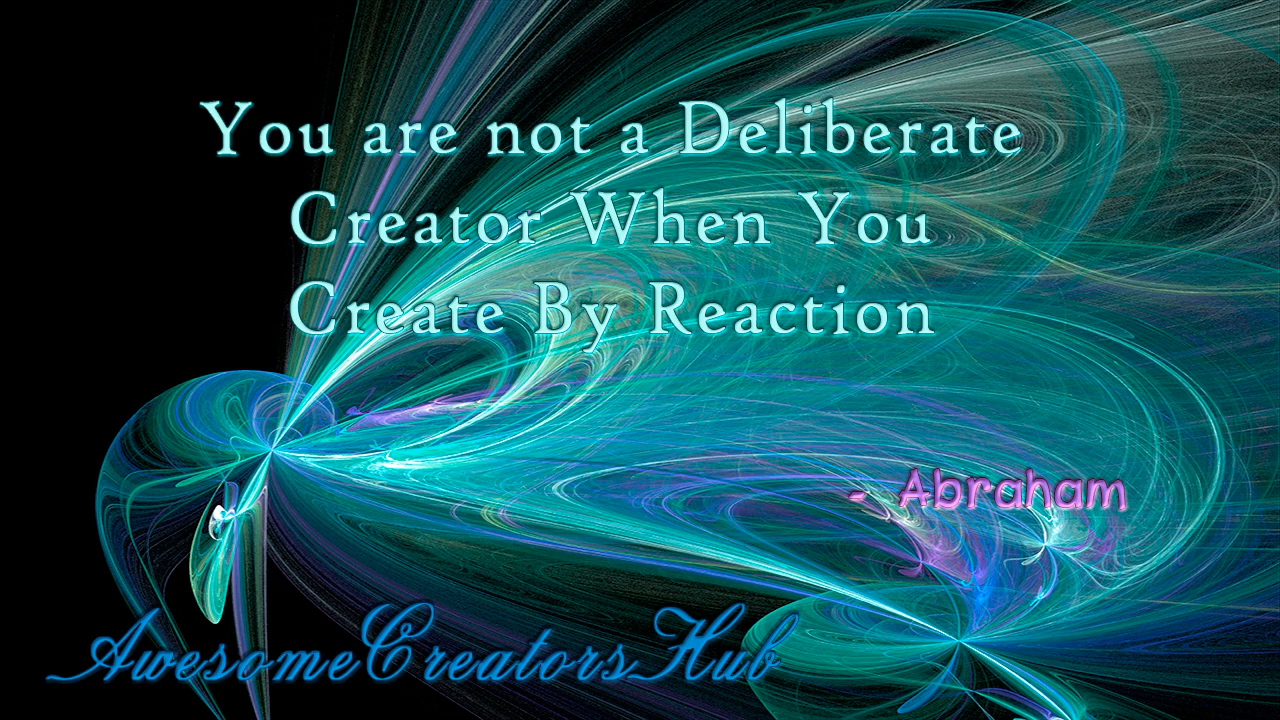 You are not a Deliberate
Creator When You
Create By Reaction
- Abraham
AwesomeCreatorsHub